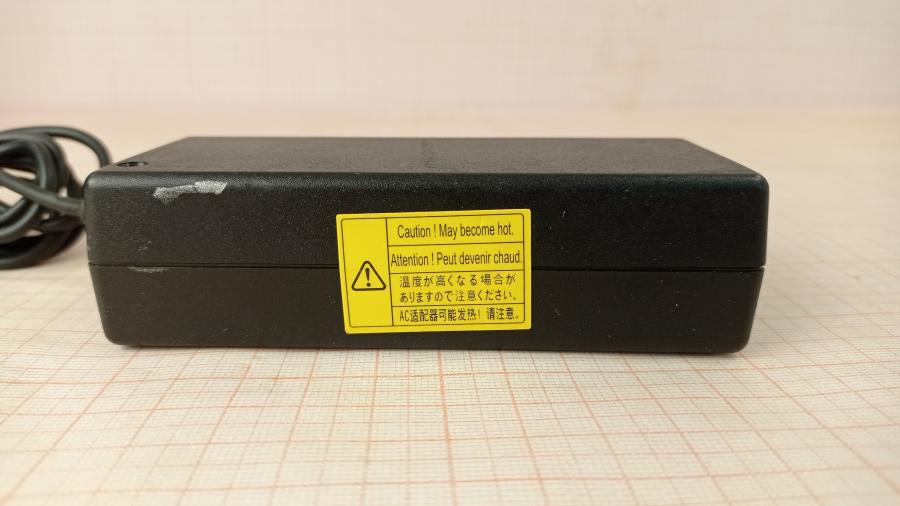 Caution ! May become hot.
Attention ! Peut devenir chaud.
温度が高くなる場合が
ありますので注意ください。
AC适配器可能发热! 请注意。